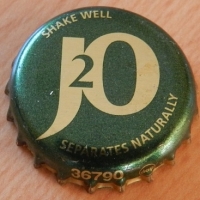 SHAKE WELL
J2O
SEPARATES NATURALLY
36790